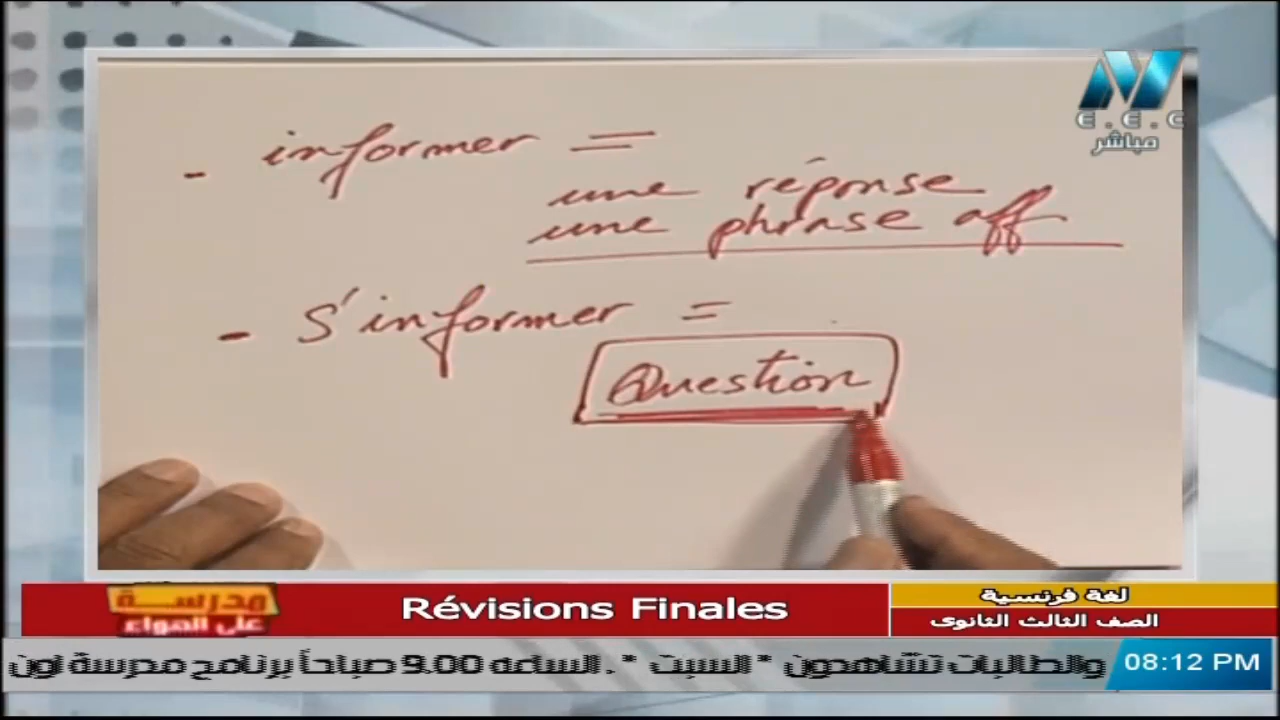 E.E.C
مباشر
- informer =
une réponse
une phrase aff
- S'informer =
Question
مدرسة
على الهواء
Révisions Finales
لغة فرنسية
الصف الثالث الثانوى
والطالبات تشاهدون "السبت" . الساعه 9.00 صباحاً برنامج مدرسة اون
08:12 PM